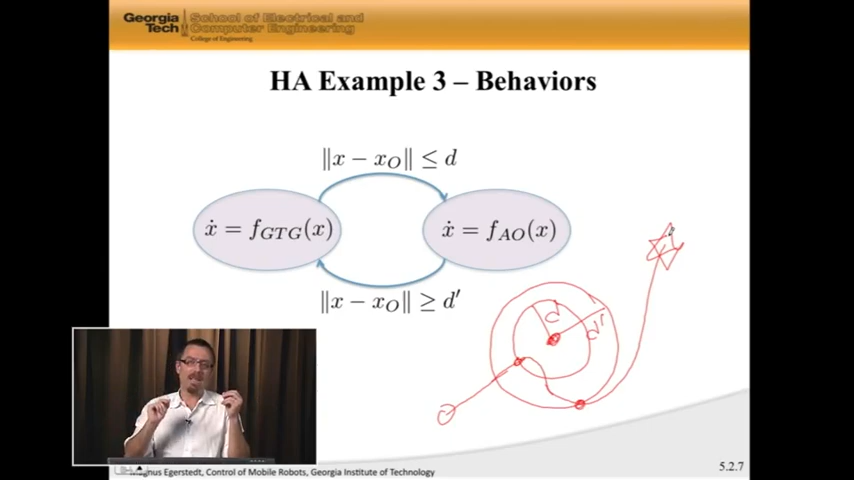 Georgia Tech School of Electrical and Computer Engineering
College of Engineering
HA Example 3 – Behaviors
‖x − x_O‖ ≤ d
ẋ = f_GTG(x)
ẋ = f_AO(x)
‖x − x_O‖ ≥ d′
d
d'
Magnus Egerstedt, Control of Mobile Robots, Georgia Institute of Technology
5.2.7